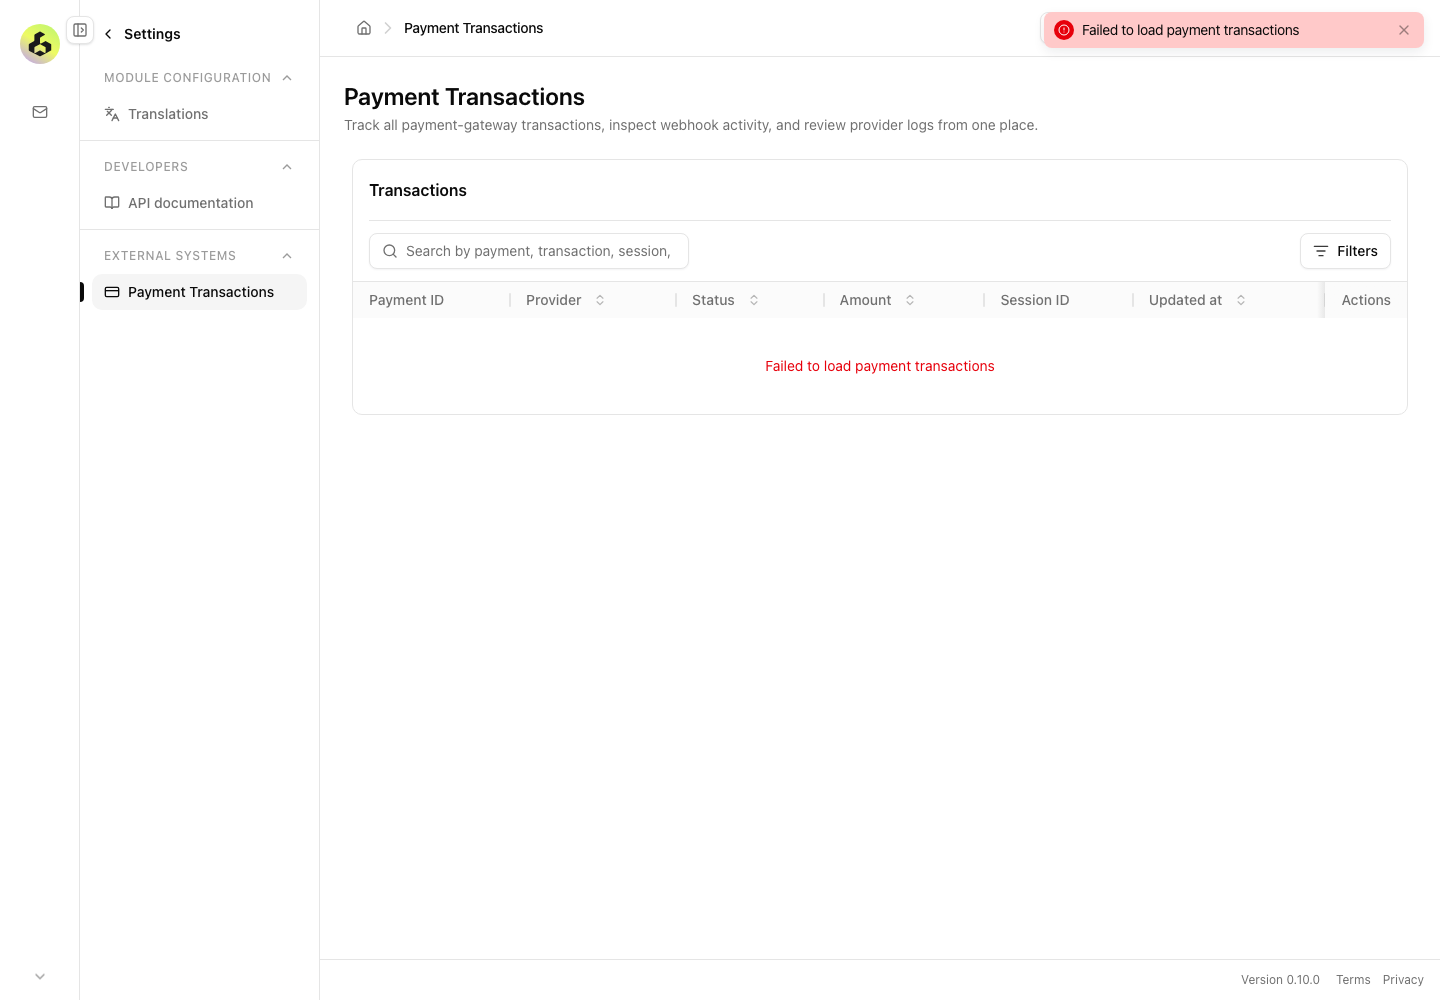 Settings
MODULE CONFIGURATION
Translations
DEVELOPERS
API documentation
EXTERNAL SYSTEMS
Payment Transactions
Payment Transactions
Failed to load payment transactions
Payment Transactions
Track all payment-gateway transactions, inspect webhook activity, and review provider logs from one place.
Transactions
Search by payment, transaction, session,
Filters
Payment ID Provider Status Amount Session ID Updated at Actions
Failed to load payment transactions
Version 0.10.0 Terms Privacy